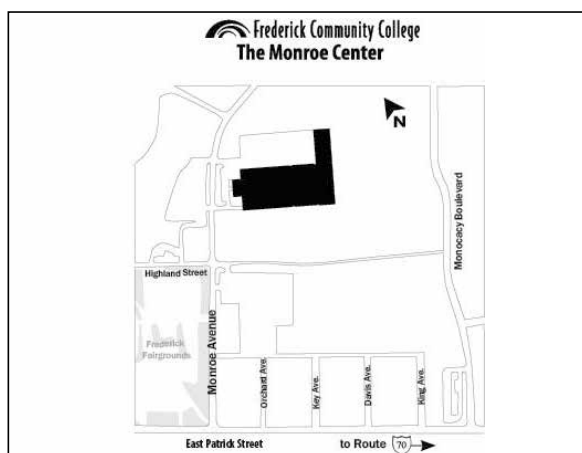 Frederick Community College
The Monroe Center
N
Monocacy Boulevard
Highland Street
Frederick
Fairgrounds
Monroe Avenue
Orchard Ave.
Key Ave.
Davis Ave.
King Ave.
East Patrick Street
to Route 70